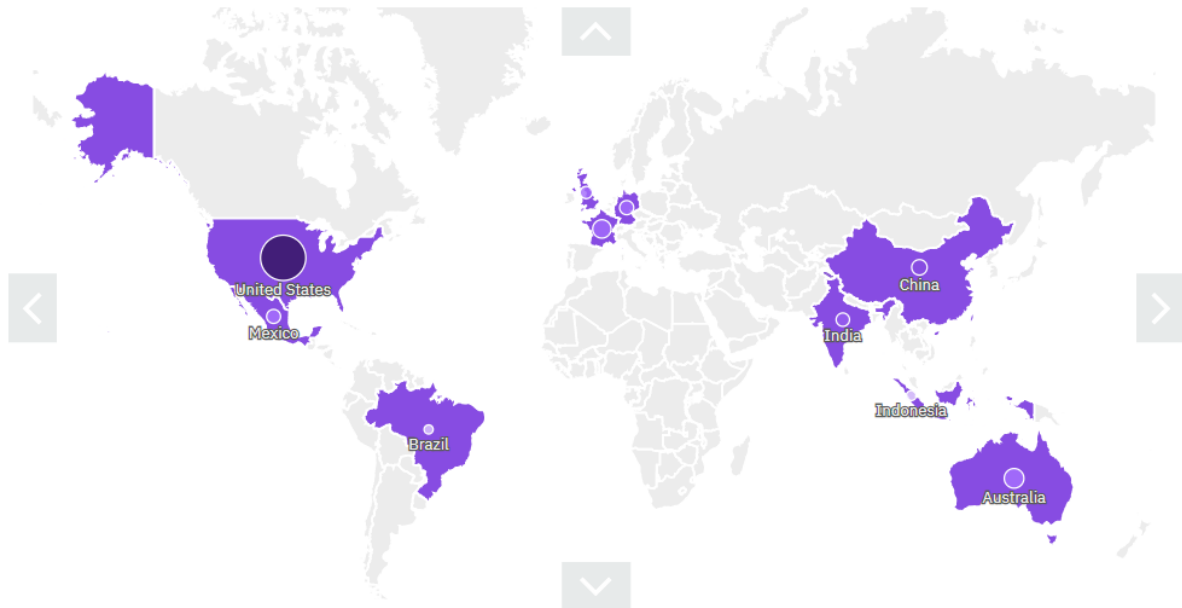 United States
Mexico
China
India
Indonesia
Brazil
Australia